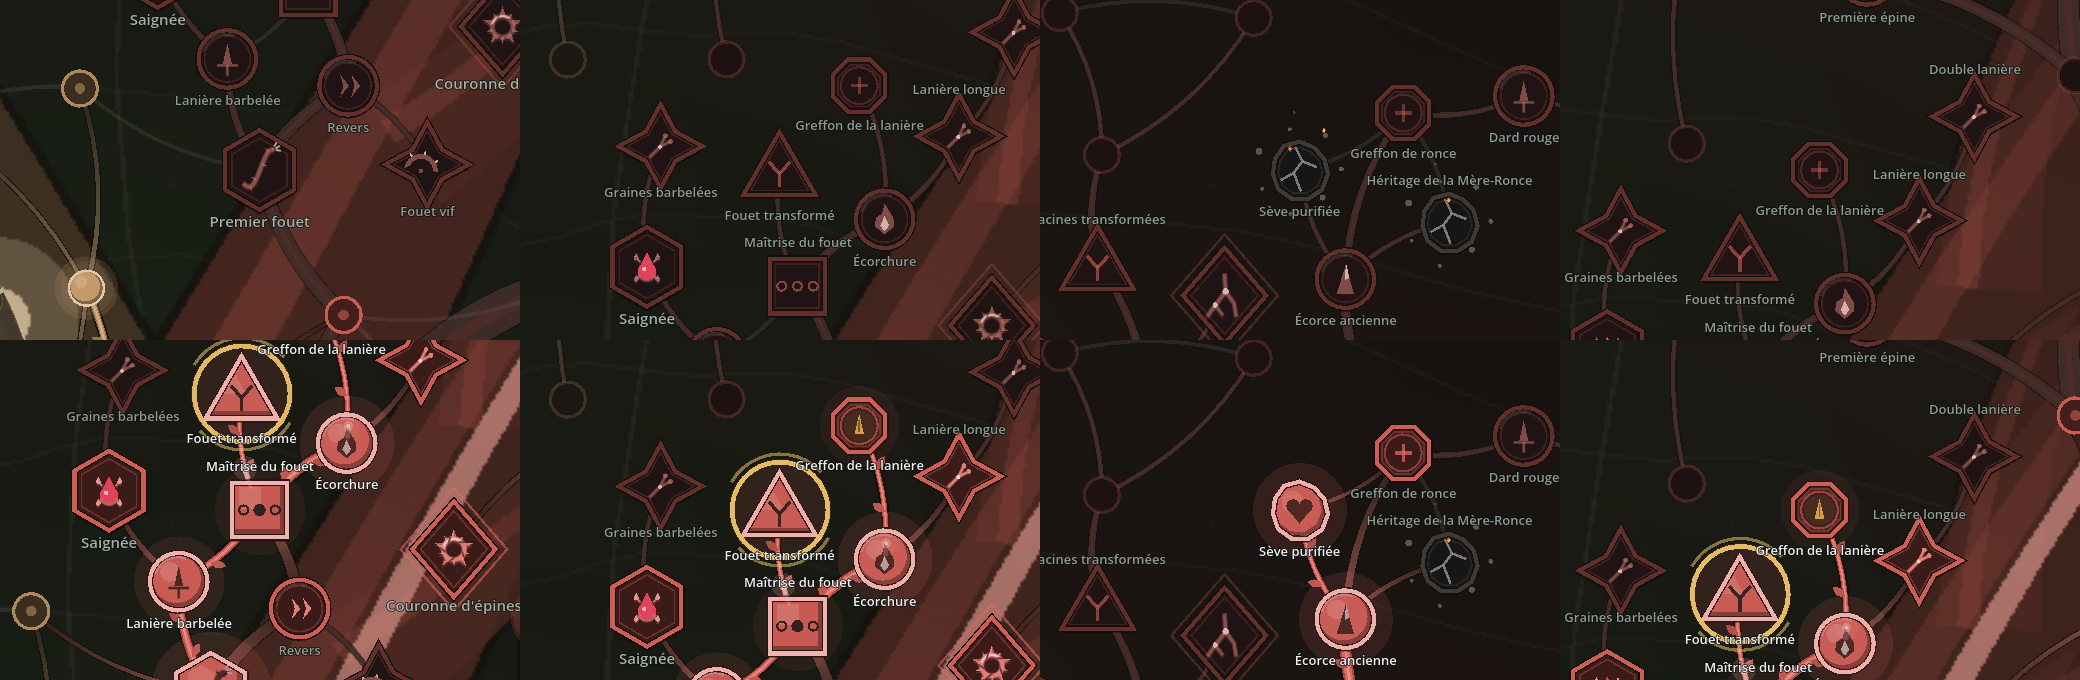 Saignée
Lanière barbelée
Couronne d
Revers
Premier fouet
Fouet vif
Lanière longue
Greffon de la lanière
Graines barbelées
Fouet transformé
Maîtrise du fouet
Écorchure
Saignée
Dard rouge
Greffon de ronce
Héritage de la Mère-Ronce
Sève purifiée
acines transformées
Écorce ancienne
Première épine
Double lanière
Lanière longue
Greffon de la lanière
Graines barbelées
Fouet transformé
Maîtrise du fouet
Greffon de la lanière
Graines barbelées
Fouet transformé
Maîtrise du fouet
Écorchure
Saignée
Couronne d'épines
Lanière barbelée
Revers
Lanière longue
Greffon de la lanière
Graines barbelées
Fouet transformé
Maîtrise du fouet
Écorchure
Saignée
Dard rouge
Greffon de ronce
Héritage de la Mère-Ronce
Sève purifiée
acines transformées
Écorce ancienne
Première épine
Double lanière
Lanière longue
Greffon de la lanière
Graines barbelées
Fouet transformé
Maîtrise du fouet